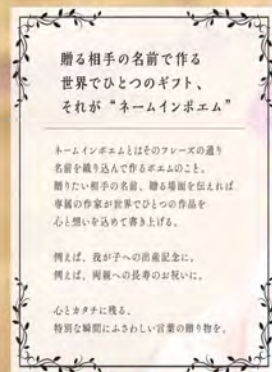 贈る相手の名前で作る
世界でひとつのギフト、
それが“ネームインポエム”
ネームインポエムとはそのフレーズの通り
名前を織り込んで作るポエムのこと。
贈りたい相手の名前、贈る場面を伝えれば
専属の作家が世界でひとつの作品を
心と想いを込めて書き上げる。
例えば、我が子への出産記念に。
例えば、両親への長寿のお祝いに。
心とカタチに残る、
特別な瞬間にふさわしい言葉の贈り物を。